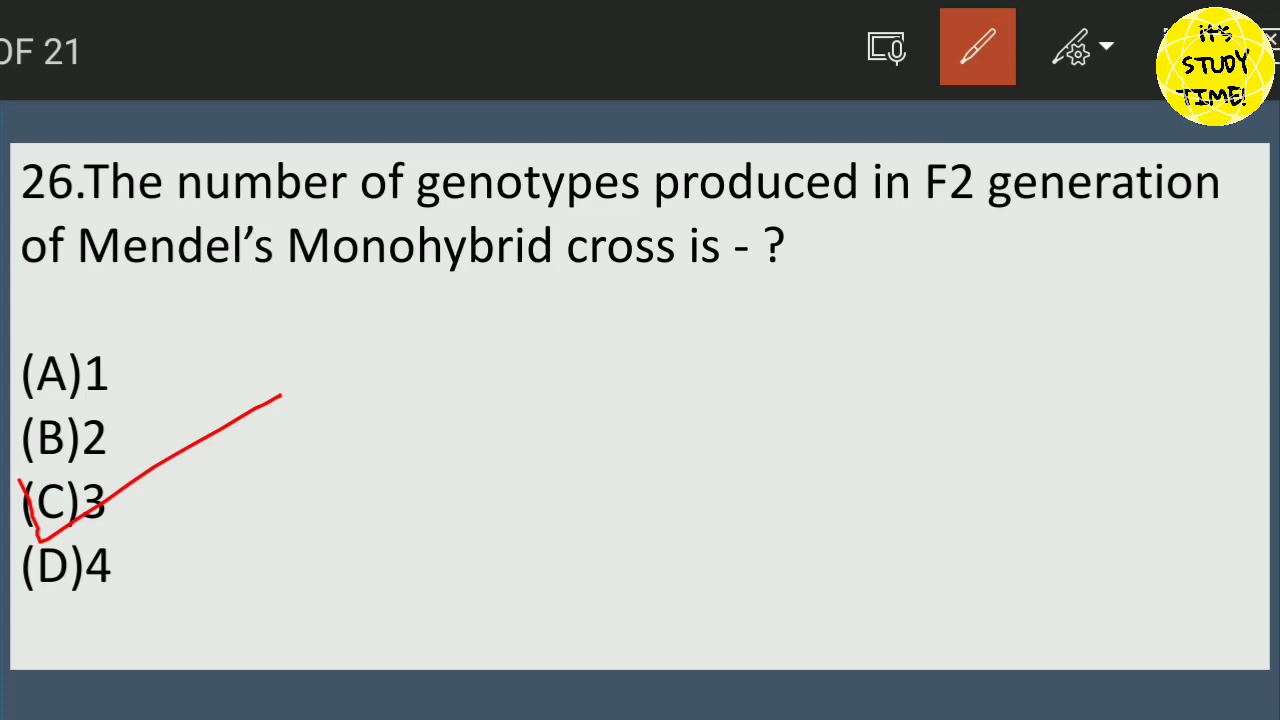 OF 21
It's
STUDY
TIME!
26.The number of genotypes produced in F2 generation
of Mendel’s Monohybrid cross is - ?
(A)1
(B)2
(C)3
(D)4